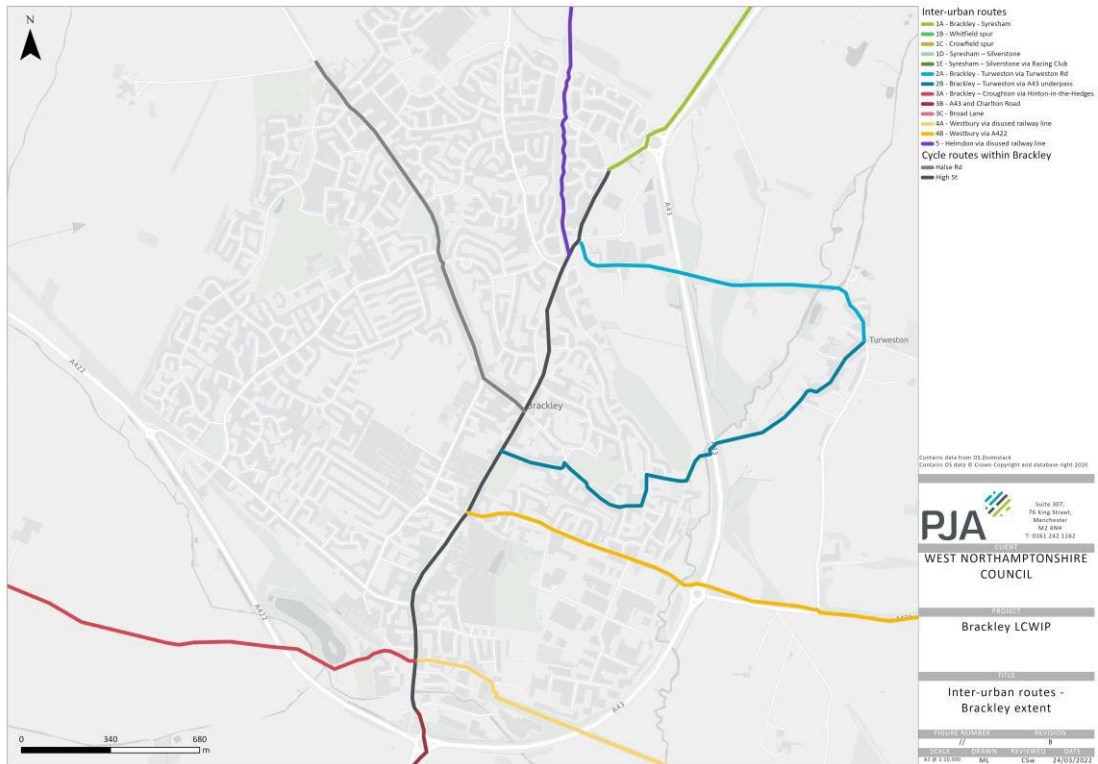 N
Inter-urban routes
1A - Brackley - Syresham
1B - Whitfield spur
1C - Crowfield spur
1D - Syresham – Silverstone
1E - Syresham – Silverstone via Racing Club
2A - Brackley - Turweston via Turweston Rd
2B - Brackley – Turweston via A43 underpass
3A - Brackley – Croughton via Hinton-in-the-Hedges
3B - A43 and Charlton Road
3C - Broad Lane
4A - Westbury via disused railway line
4B - Westbury via A422
5 - Helmdon via disused railway line
Cycle routes within Brackley
Halse Rd
High St
A43
Turweston
A422
Brackley
A43
A422
A422
A43
0 340 680
m
Contains data from OS Zoomstack
Contains OS data © Crown Copyright and database right 2020
PJA
Suite 307,
76 King Street,
Manchester
M2 4NH
T: 0161 242 1162
CLIENT
WEST NORTHAMPTONSHIRE
COUNCIL
PROJECT
Brackley LCWIP
TITLE
Inter-urban routes -
Brackley extent
FIGURE NUMBER REVISION
// B
SCALE DRAWN REVIEWED DATE
A3 @ 1:10,000 ML CSw 24/03/2022